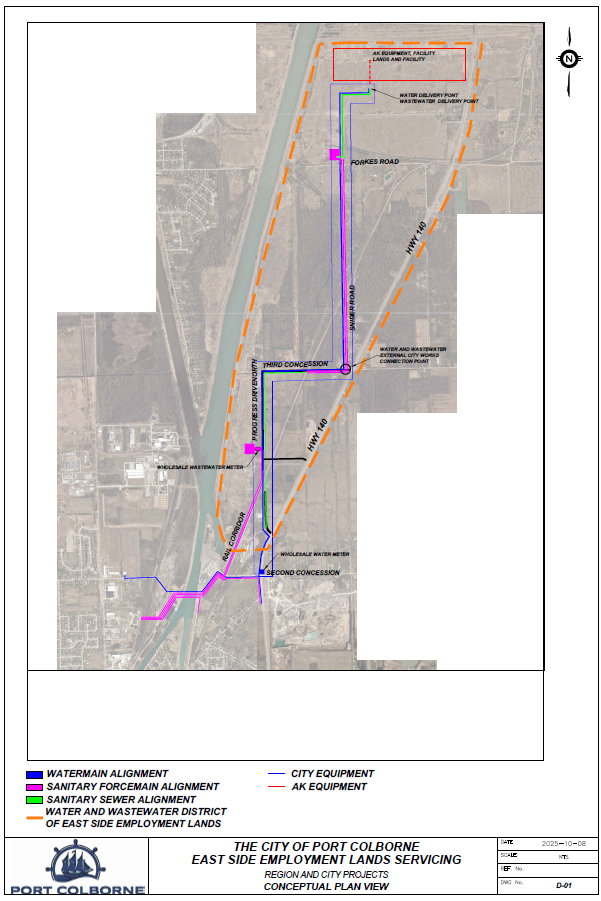 N
AK EQUIPMENT, FACILITY
LANDS AND FACILITY
WATER DELIVERY PONT
WASTEWATER DELIVERY POINT
FORKES ROAD
HWY 140
SNIDER ROAD
WATER AND WASTEWATER
EXTERNAL CITY WORKS
CONNECTION POINT
THIRD CONCESSION
PROGRESS DRIVENORTH
HWY 140
WHOLESALE WASTEWATER METER
RAIL CORRIDOR
WHOLESALE WATER METER
SECOND CONCESSION
WATERMAIN ALIGNMENT
SANITARY FORCEMAIN ALIGNMENT
SANITARY SEWER ALIGNMENT
WATER AND WASTEWATER DISTRICT
OF EAST SIDE EMPLOYMENT LANDS
CITY EQUIPMENT
AK EQUIPMENT
PORT COLBORNE
THE CITY OF PORT COLBORNE
EAST SIDE EMPLOYMENT LANDS SERVICING
REGION AND CITY PROJECTS
CONCEPTUAL PLAN VIEW
DATE 2025-10-08
SCALE NTS
REF. No.
DWG No. D-01